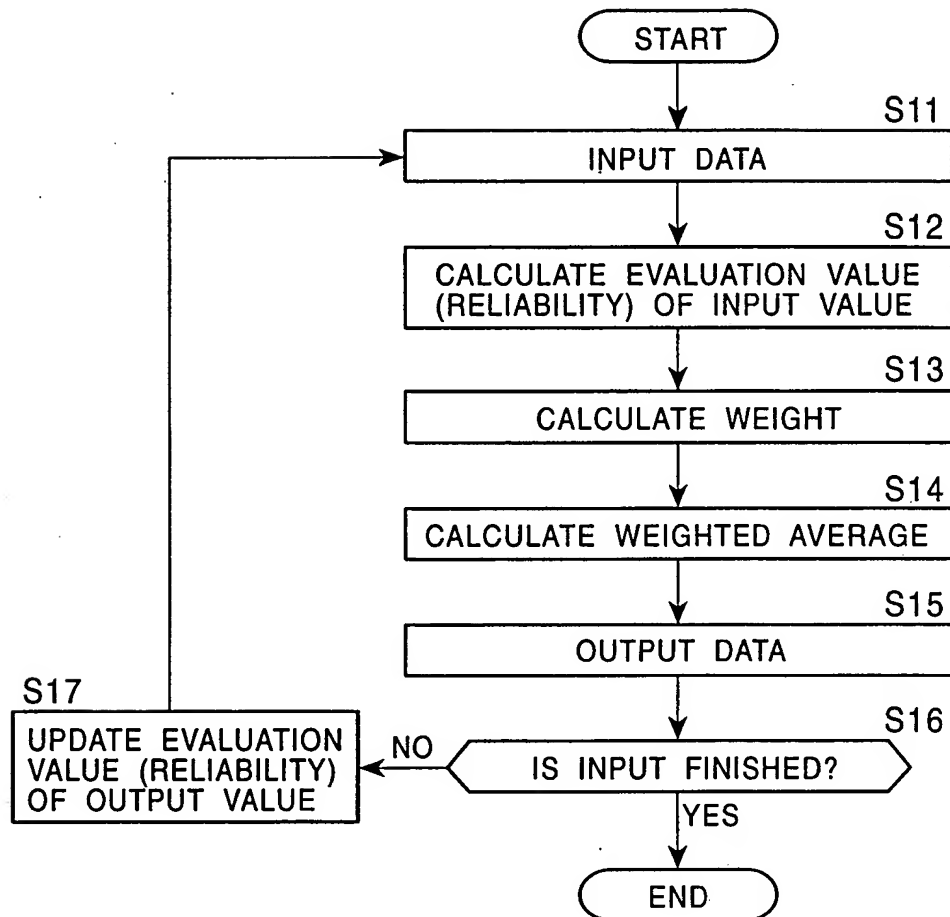 START
S11
INPUT DATA
S12
CALCULATE EVALUATION VALUE
(RELIABILITY) OF INPUT VALUE
S13
CALCULATE WEIGHT
S14
CALCULATE WEIGHTED AVERAGE
S15
OUTPUT DATA
S16
IS INPUT FINISHED?
NO
S17
UPDATE EVALUATION
VALUE (RELIABILITY)
OF OUTPUT VALUE
YES
END